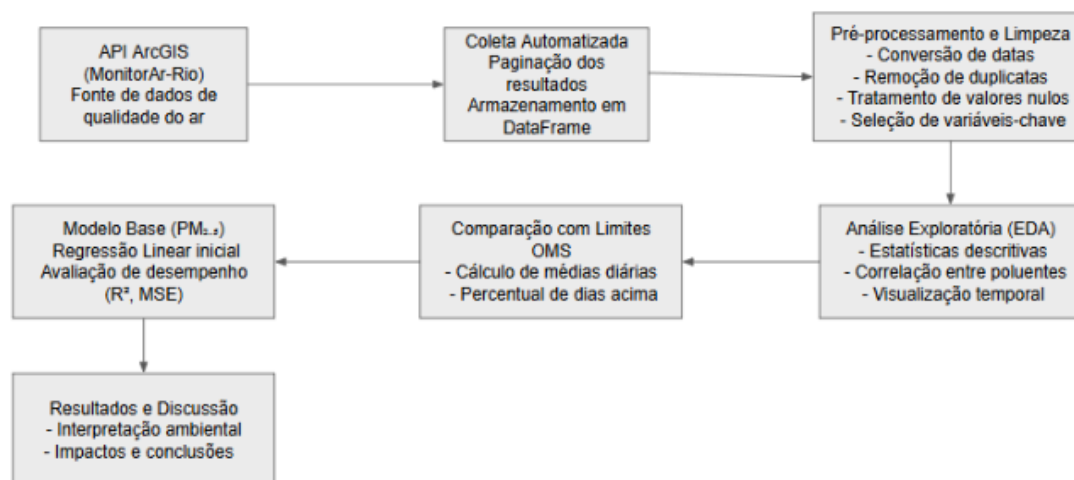 API ArcGIS
(MonitorAr-Rio)
Fonte de dados de
qualidade do ar
Coleta Automatizada
Paginação dos
resultados
Armazenamento em
DataFrame
Pré-processamento e Limpeza
- Conversão de datas
- Remoção de duplicatas
- Tratamento de valores nulos
- Seleção de variáveis-chave
Análise Exploratória (EDA)
- Estatísticas descritivas
- Correlação entre poluentes
- Visualização temporal
Comparação com Limites
OMS
- Cálculo de médias diárias
- Percentual de dias acima
Modelo Base (PM₂.₅)
Regressão Linear inicial
Avaliação de desempenho
(R², MSE)
Resultados e Discussão
- Interpretação ambiental
- Impactos e conclusões